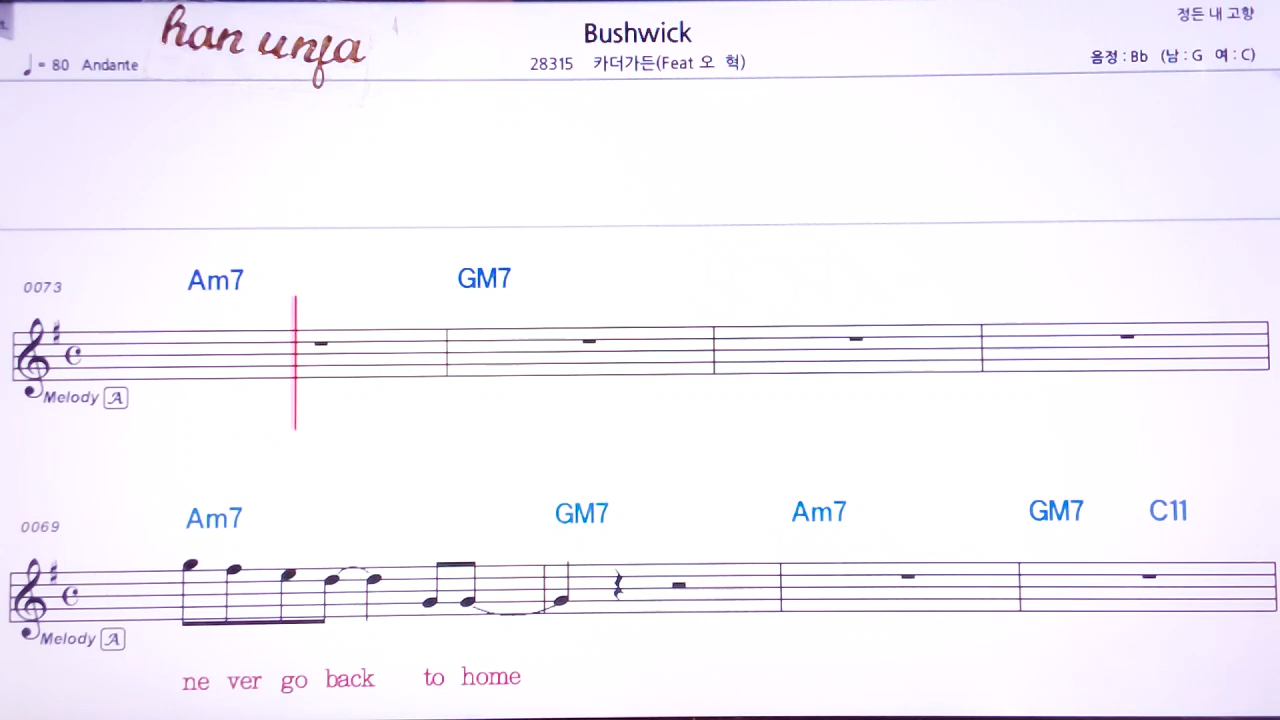 han unfa
Bushwick
정든 내 고향
♩= 80 Andante
28315 카더가든(Feat 오 혁)
음정 : Bb (남 : G 여 : C)
0073 Am7 GM7
Melody A
0069 Am7 GM7 Am7 GM7 C11
Melody A
ne ver go back to home